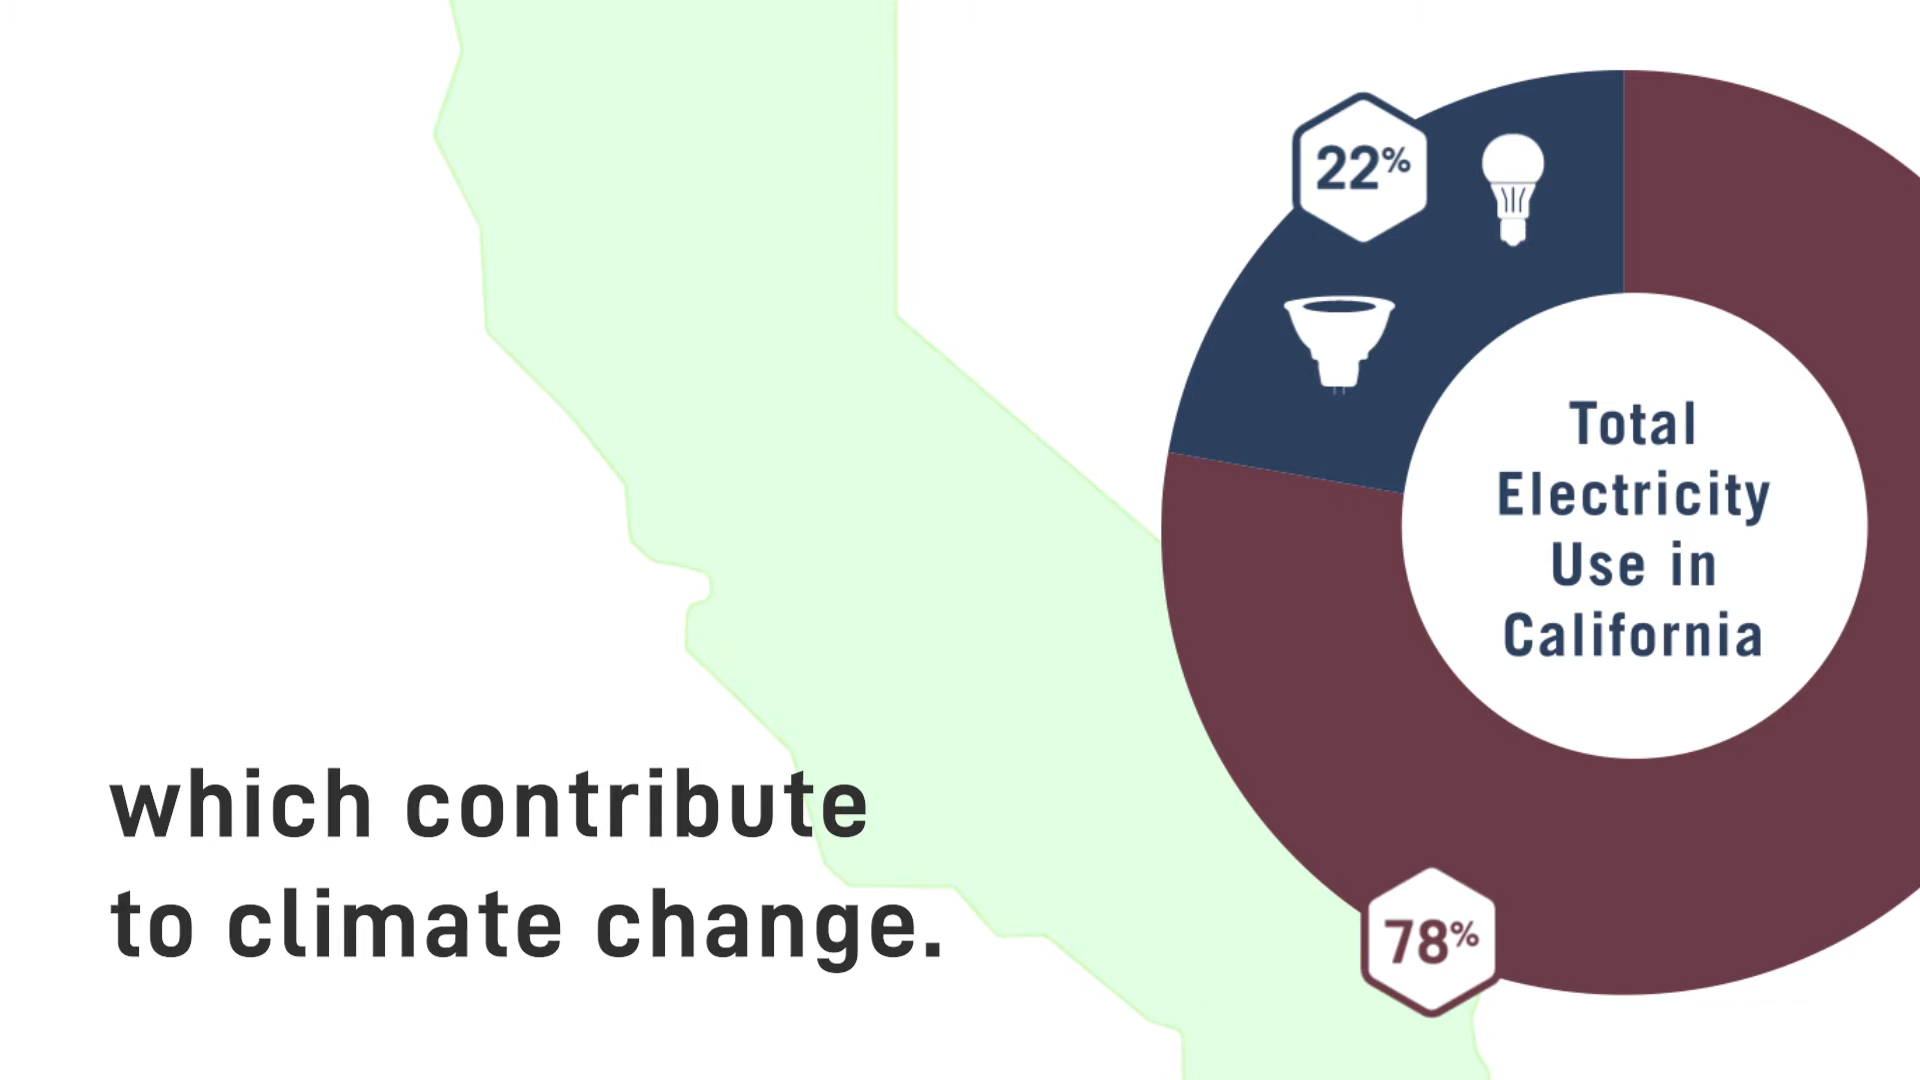 22%
Total
Electricity
Use in
California
which contribute
to climate change.
78%